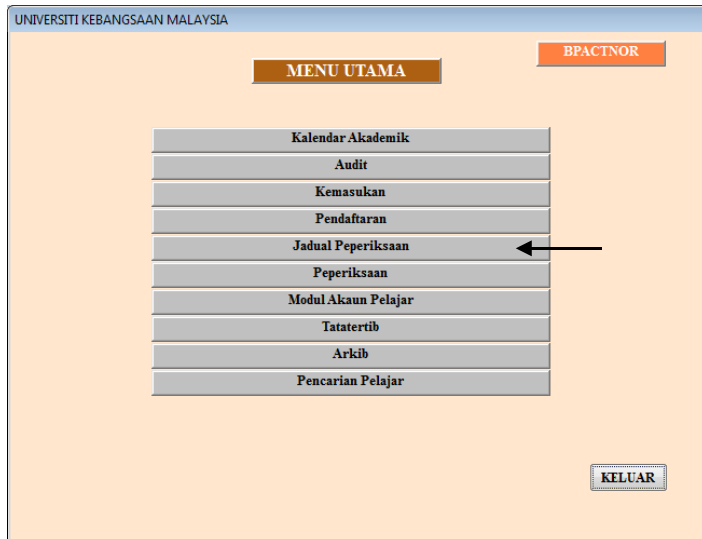 UNIVERSITI KEBANGSAAN MALAYSIA
BPACTNOR
MENU UTAMA
Kalendar Akademik
Audit
Kemasukan
Pendaftaran
Jadual Peperiksaan
Peperiksaan
Modul Akaun Pelajar
Tatatertib
Arkib
Pencarian Pelajar
KELUAR